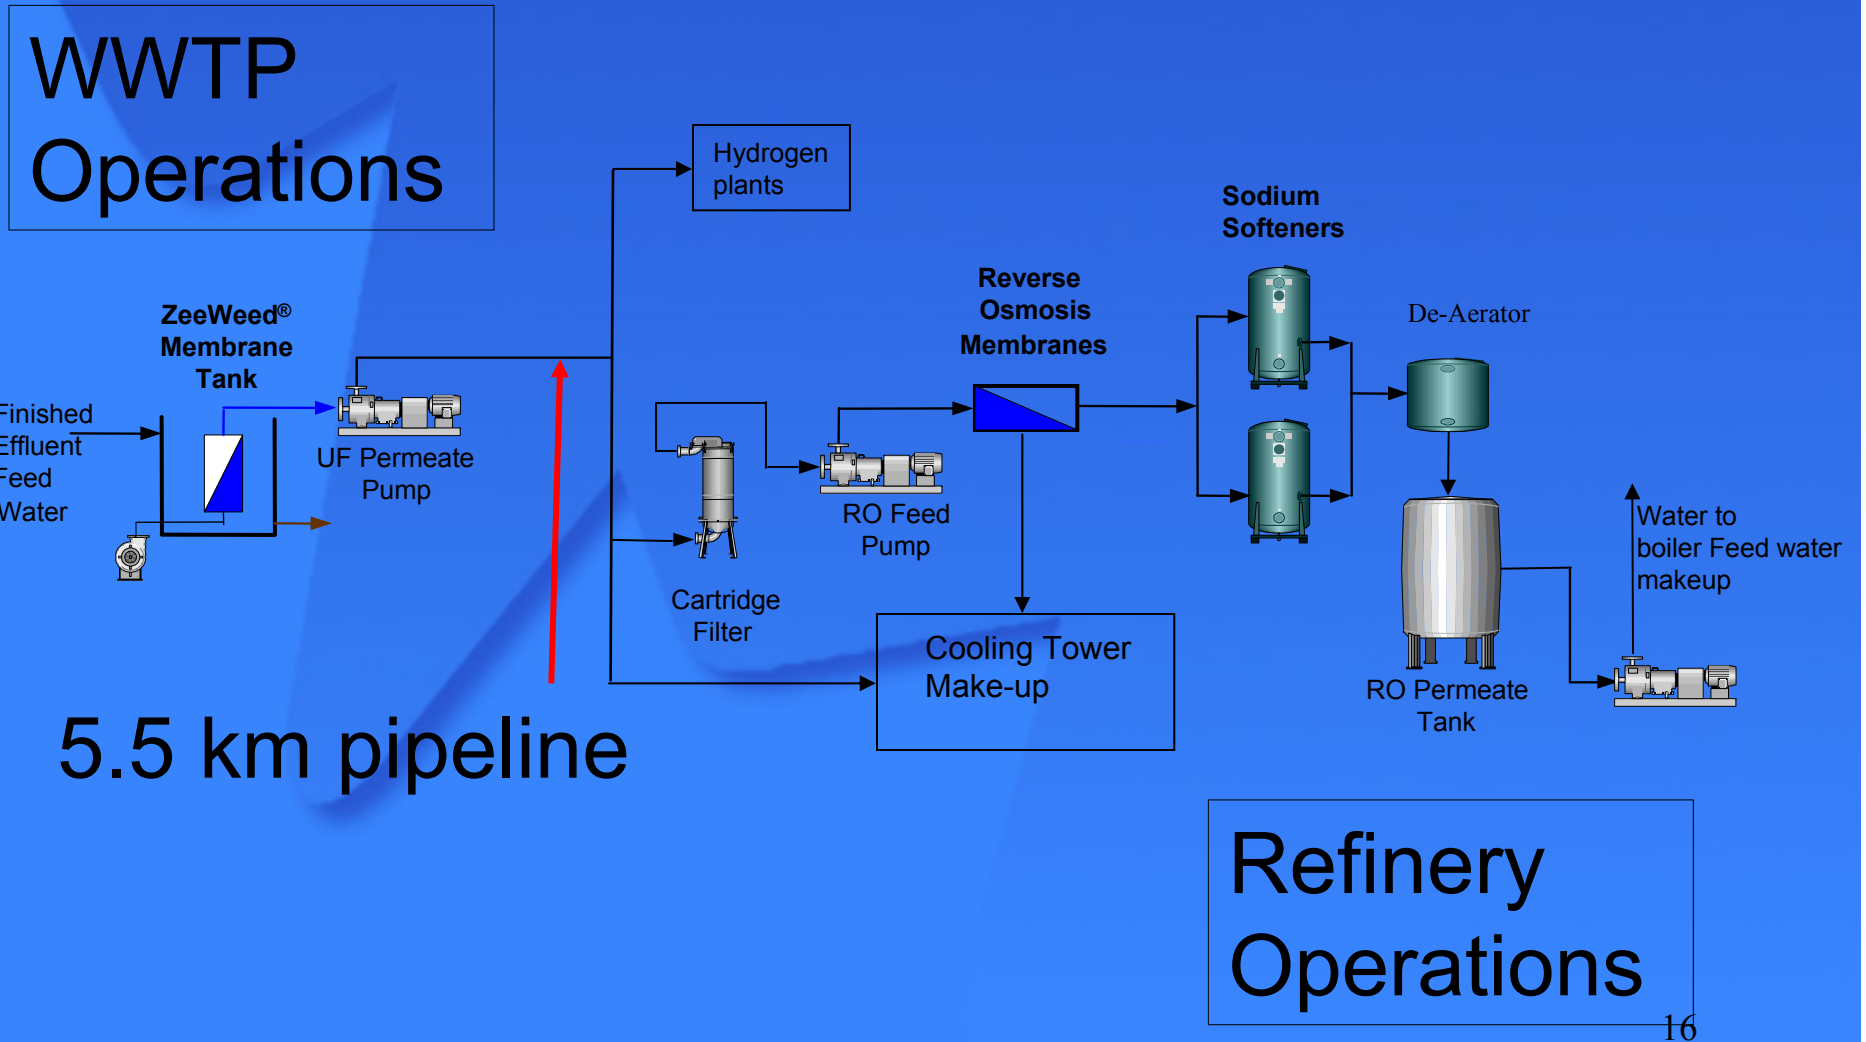 WWTP
Operations
Hydrogen
plants
Sodium
Softeners
Reverse
Osmosis
Membranes
De-Aerator
ZeeWeed®
Membrane
Tank
Finished
Effluent
Feed
Water
UF Permeate
Pump
RO Feed
Pump
Cartridge
Filter
Water to
boiler Feed water
makeup
Cooling Tower
Make-up
RO Permeate
Tank
5.5 km pipeline
Refinery
Operations
16